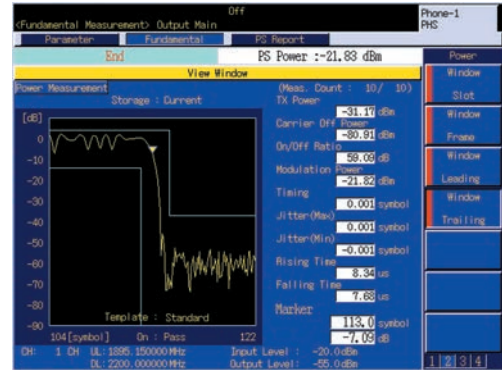 Off
Phone-1
<Fundamental Measurement> Output Main
PHS
Parameter Fundamental PS Report
End PS Power :-21.83 dBm Power
View Window
Window
Slot
Power Measurement (Meas. Count : 10/ 10)
Storage : Current TX Power
-31.17 dBm
Window
Frame
[dB] Carrier Off Power
-80.91 dBm
On/Off Ratio
59.09 dB
Window
Leading
Modulation Power
-21.82 dBm
Timing
0.001 symbol
Window
Trailing
Jitter(Max)
0.001 symbol
Jitter(Min)
-0.001 symbol
Rising Time
8.34 us
Falling Time
7.68 us
Marker
113.0 symbol
-7.09 dB
0
-10
-20
-30
-40
-50
-60
-70
-80
-90
Template : Standard
104[symbol] On : Pass 122
CH: 1 CH UL: 1895.150000MHz Input Level : -20.0dBm
DL: 2200.000000MHz Output Level: -55.0dBm
1 2 3 4